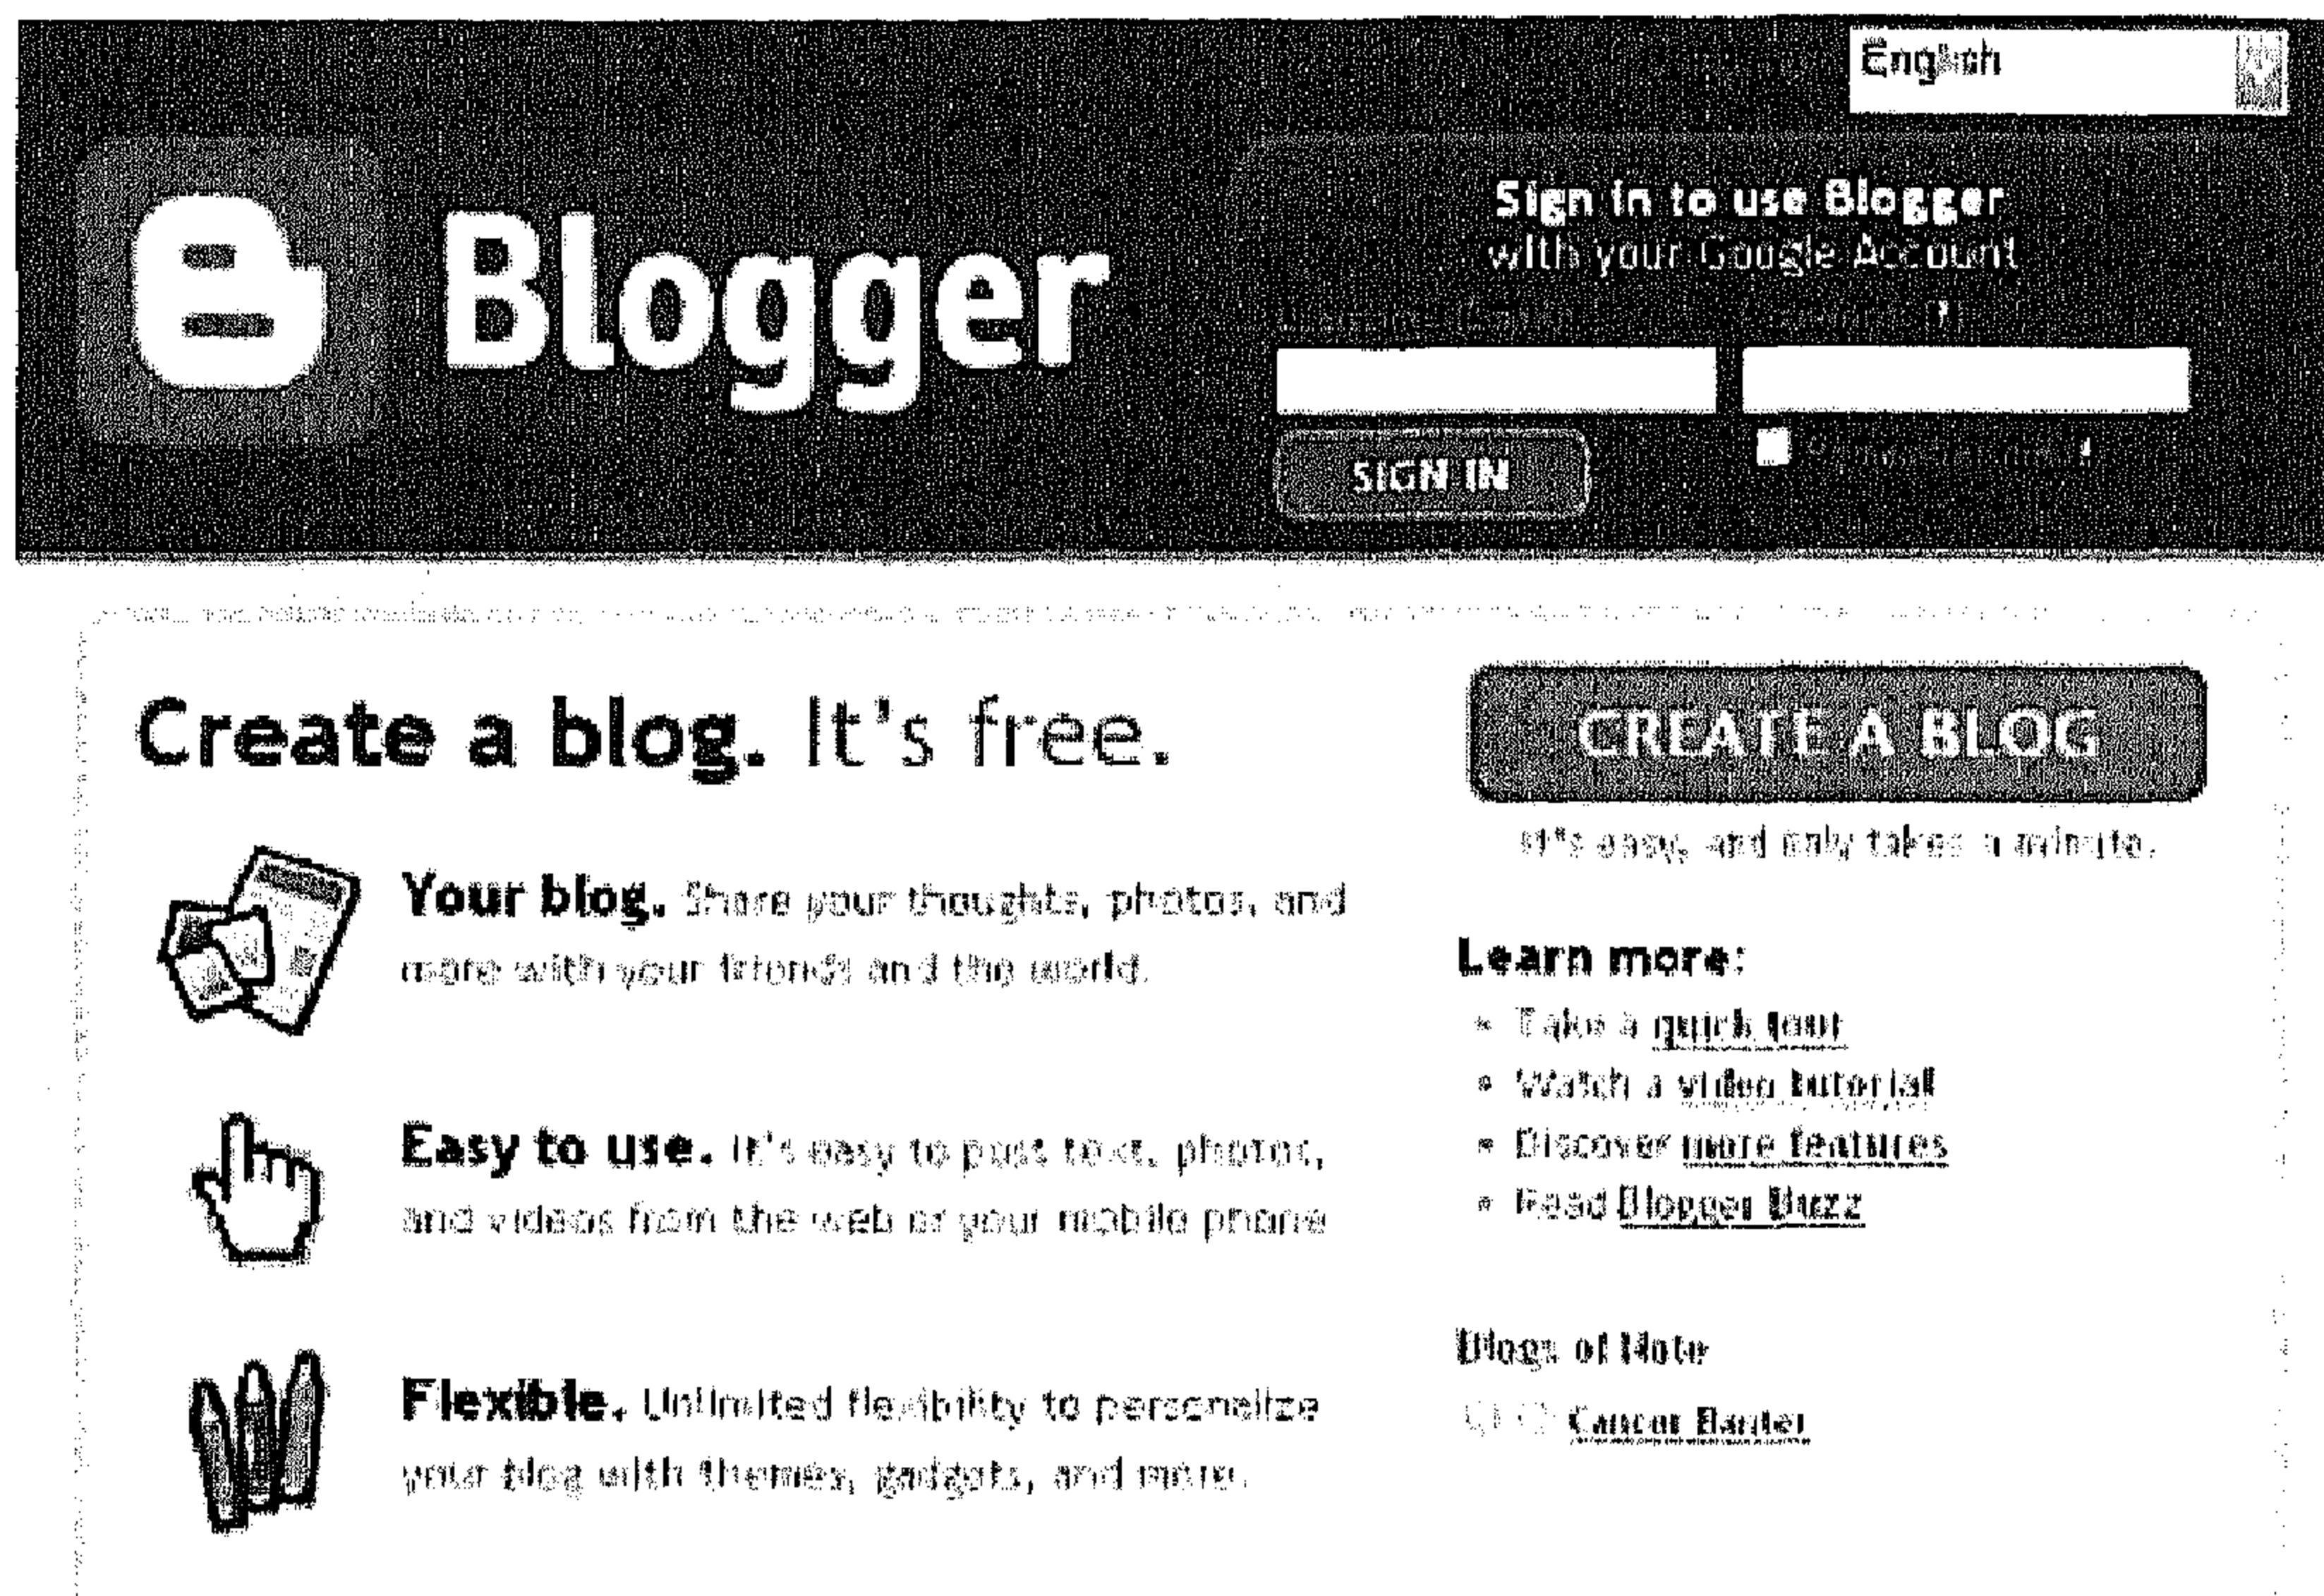 English
Blogger
Sign in to use Blogger
with your Google Account
SIGN IN
Create a blog. It's free.
CREATE A BLOG
It's easy, and only takes a minute.
Your blog. Share your thoughts, photos, and
more with your friends and the world.
Easy to use. It's easy to post text, photos,
and videos from the web or your mobile phone
Flexible. Unlimited flexibility to personalize
your blog with themes, gadgets, and more.
Learn more:
• Take a quick tour
• Watch a video tutorial
• Discover more features
• Read Blogger Buzz
Blogs of Note
Cancer Banter